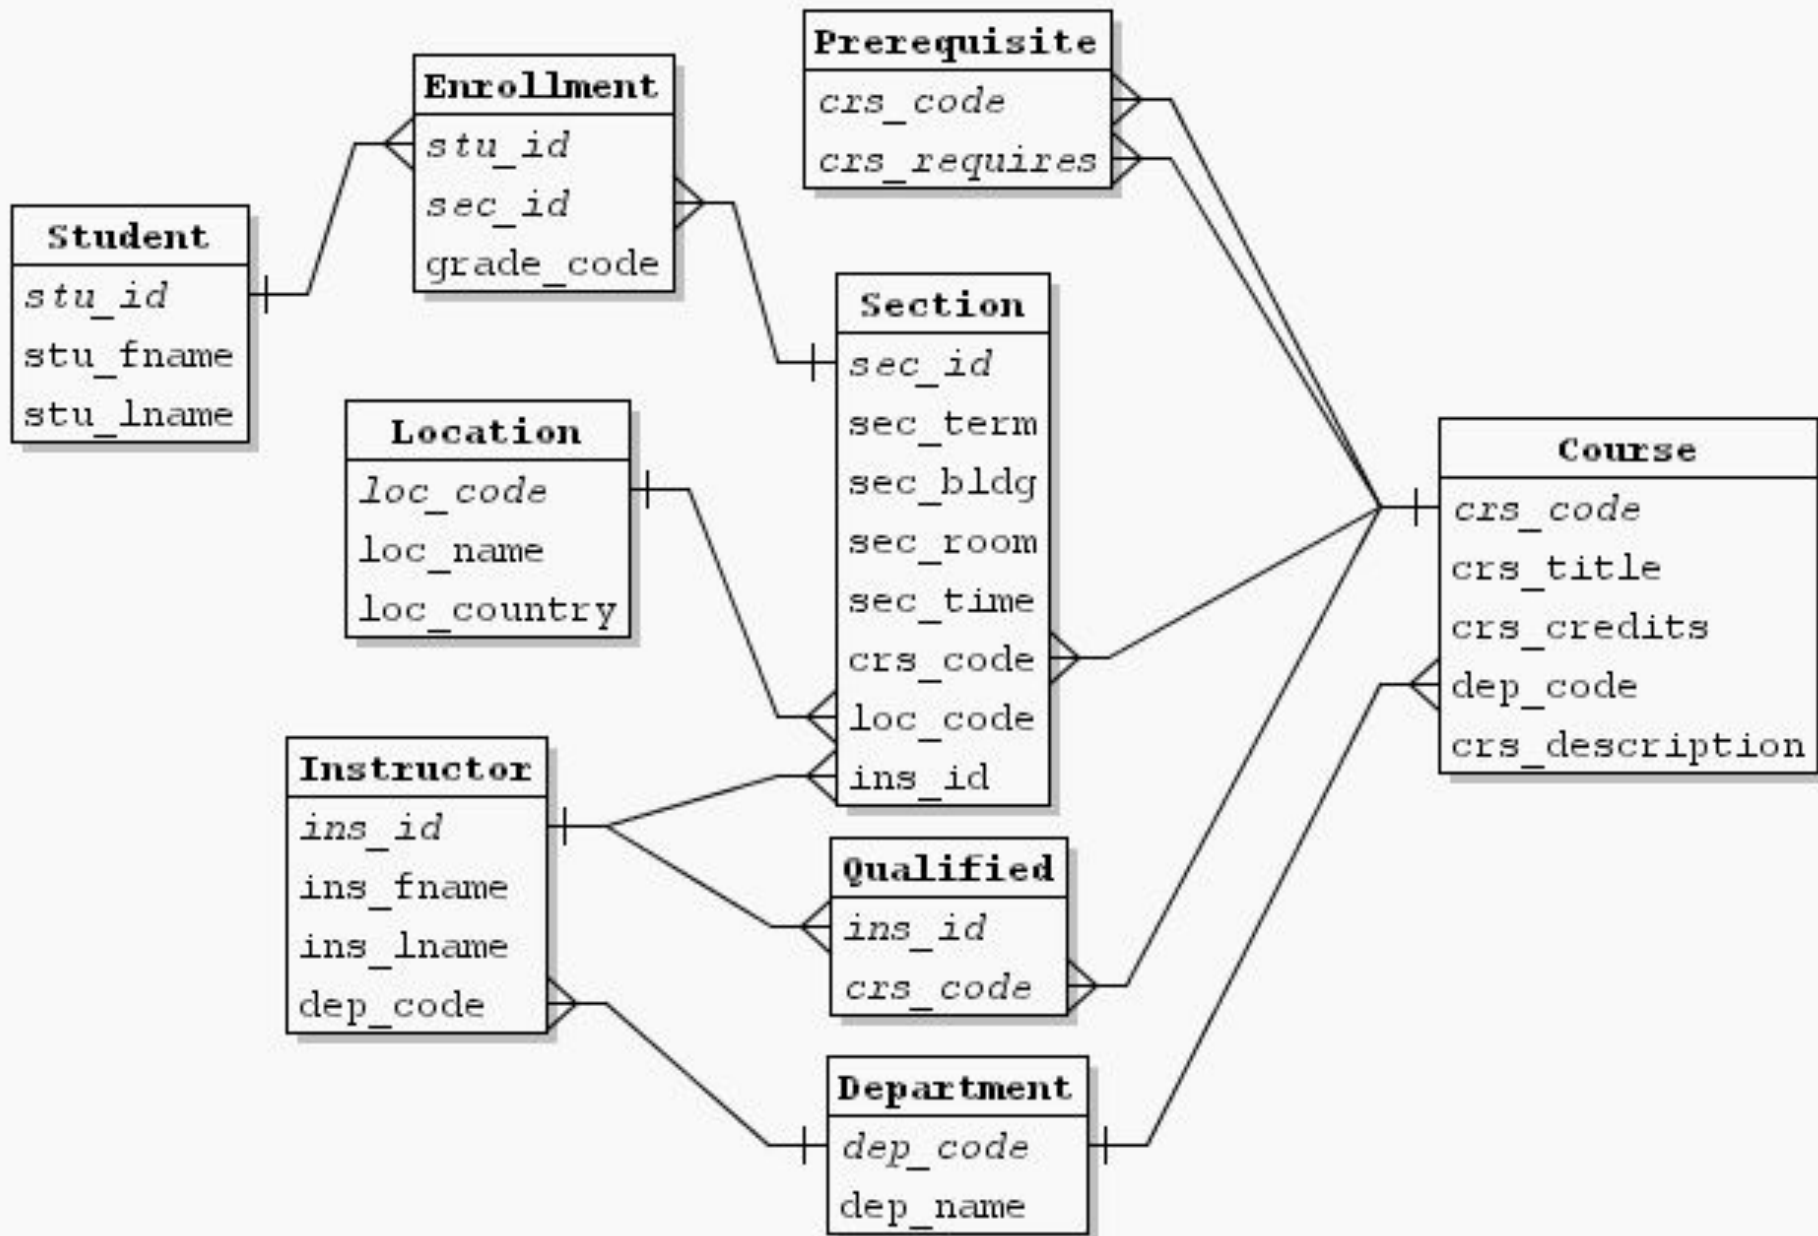 Prerequisite
crs_code
crs_requires
Enrollment
stu_id
sec_id
grade_code
Student
stu_id
stu_fname
stu_lname
Section
sec_id
sec_term
sec_bldg
sec_room
sec_time
crs_code
loc_code
ins_id
Location
loc_code
loc_name
loc_country
Course
crs_code
crs_title
crs_credits
dep_code
crs_description
Instructor
ins_id
ins_fname
ins_lname
dep_code
Qualified
ins_id
crs_code
Department
dep_code
dep_name